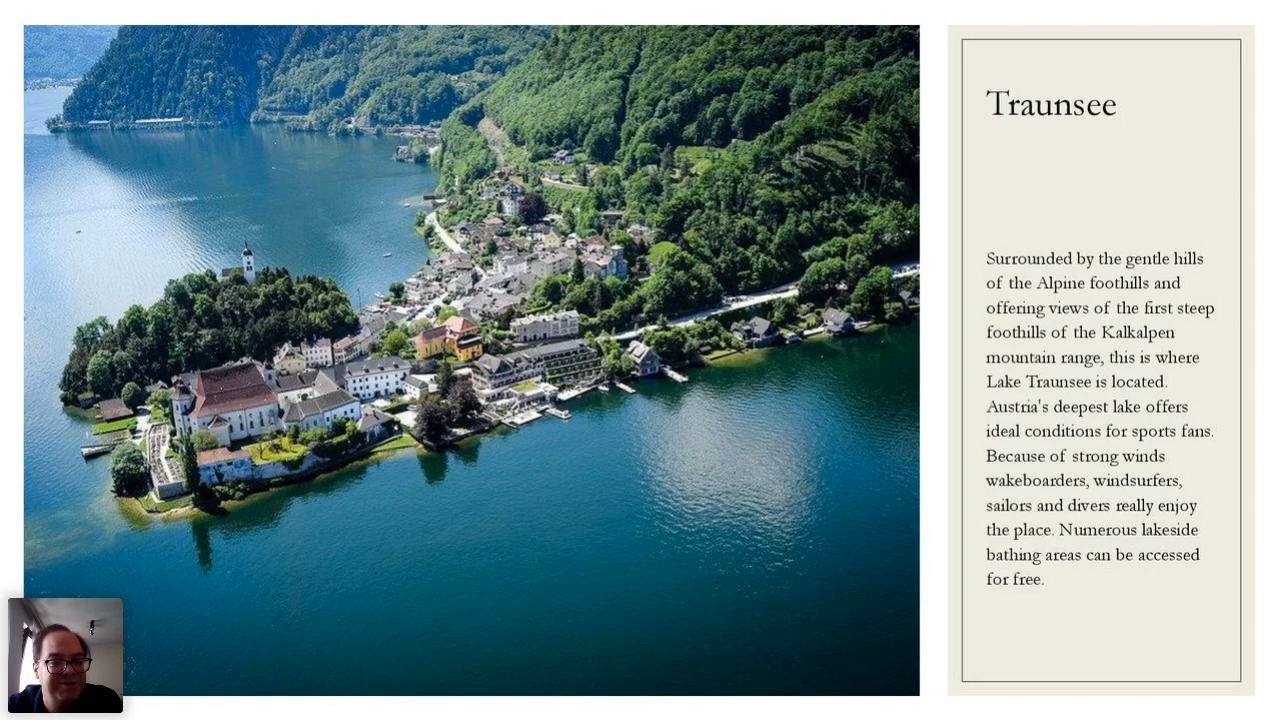 Traunsee
Surrounded by the gentle hills
of the Alpine foothills and
offering views of the first steep
foothills of the Kalkalpen
mountain range, this is where
Lake Traunsee is located.
Austria's deepest lake offers
ideal conditions for sports fans.
Because of strong winds
wakeboarders, windsurfers,
sailors and divers really enjoy
the place. Numerous lakeside
bathing areas can be accessed
for free.